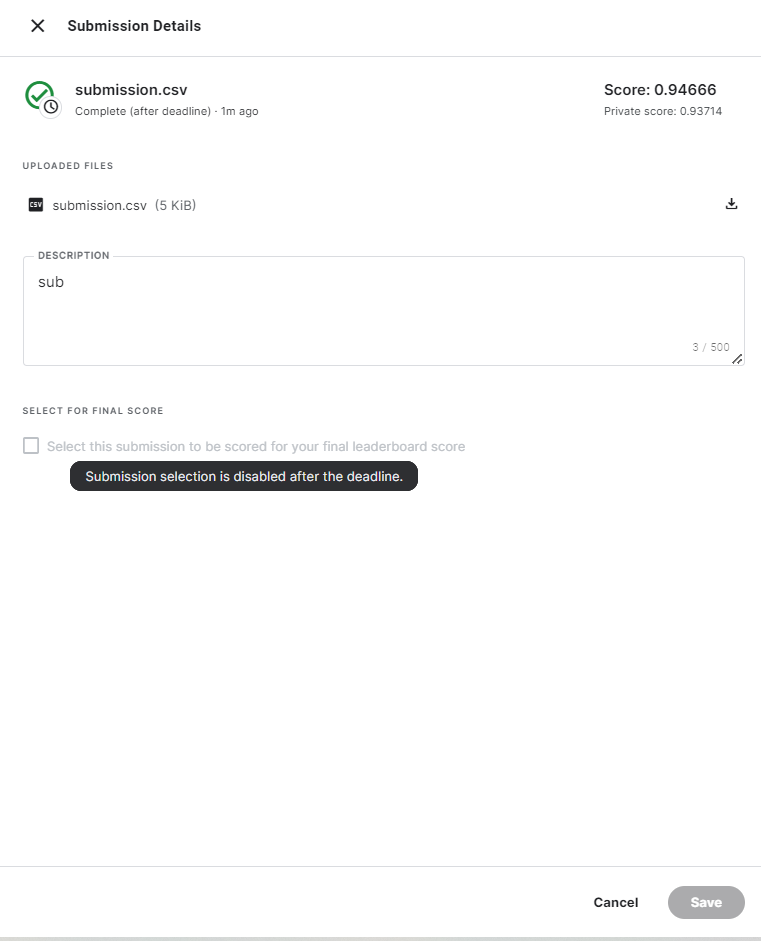 Submission Details
submission.csv
Score: 0.94666
Complete (after deadline) · 1m ago
Private score: 0.93714
UPLOADED FILES
CSV submission.csv (5 KiB)
DESCRIPTION
sub
3 / 500
SELECT FOR FINAL SCORE
Select this submission to be scored for your final leaderboard score
Submission selection is disabled after the deadline.
Cancel Save